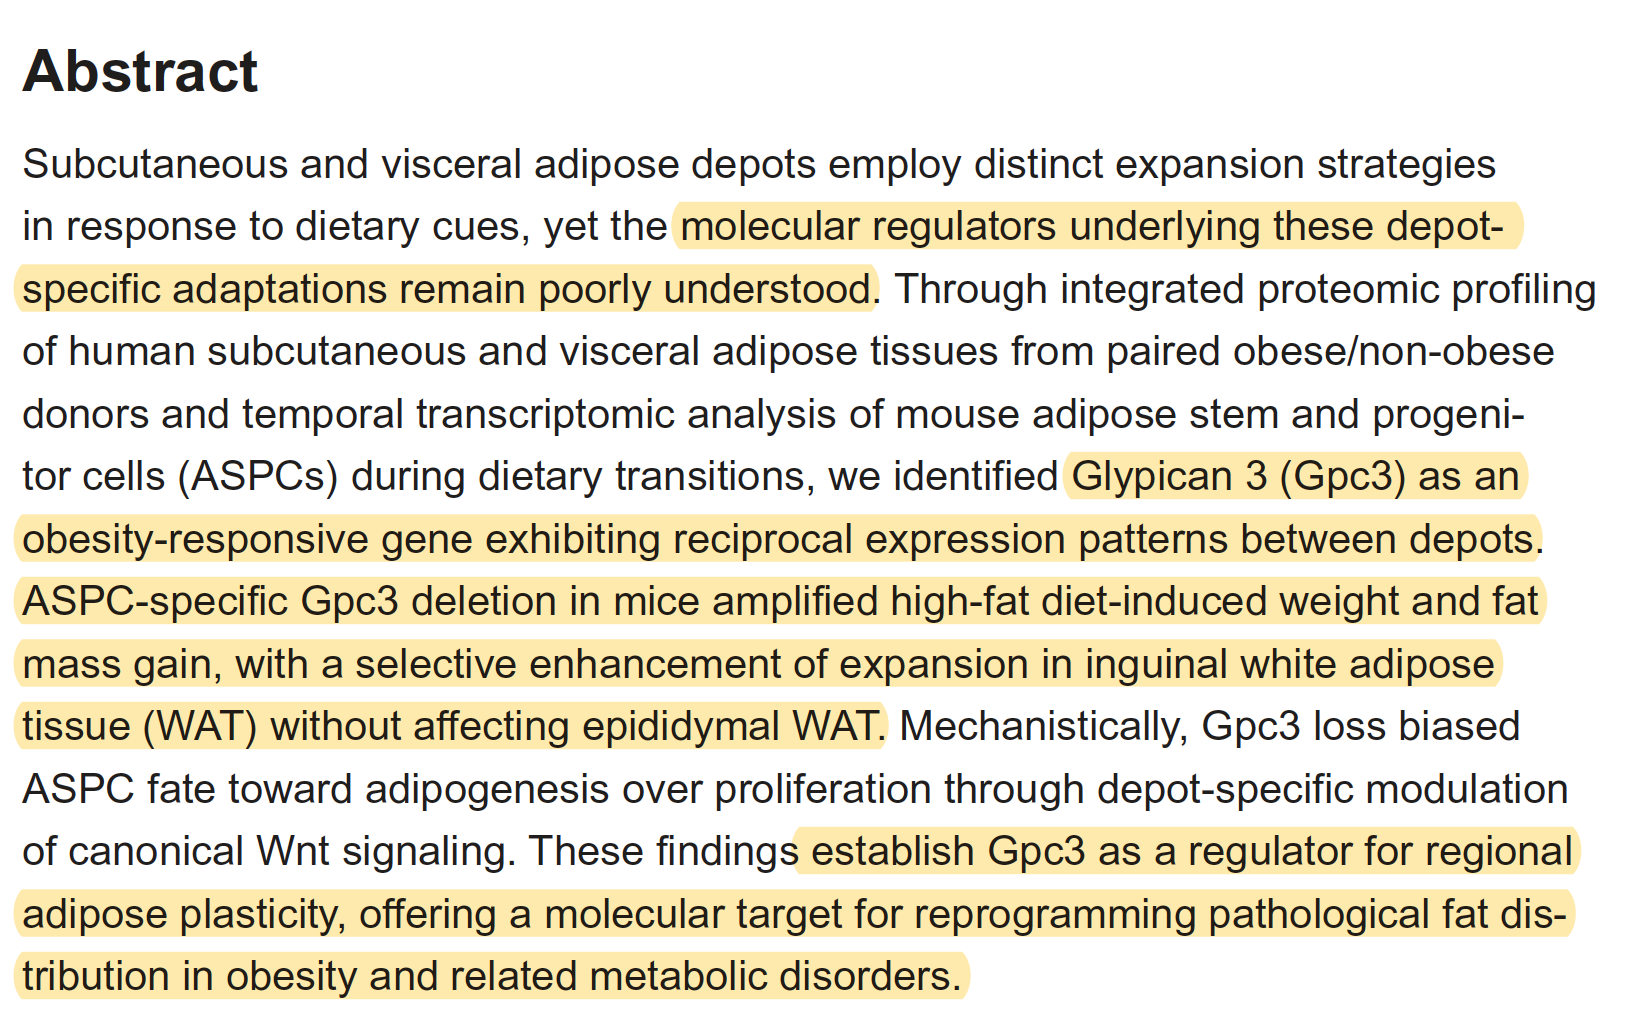 Abstract
Subcutaneous and visceral adipose depots employ distinct expansion strategies
in response to dietary cues, yet the molecular regulators underlying these depot-
specific adaptations remain poorly understood. Through integrated proteomic profiling
of human subcutaneous and visceral adipose tissues from paired obese/non-obese
donors and temporal transcriptomic analysis of mouse adipose stem and progeni-
tor cells (ASPCs) during dietary transitions, we identified Glypican 3 (Gpc3) as an
obesity-responsive gene exhibiting reciprocal expression patterns between depots.
ASPC-specific Gpc3 deletion in mice amplified high-fat diet-induced weight and fat
mass gain, with a selective enhancement of expansion in inguinal white adipose
tissue (WAT) without affecting epididymal WAT. Mechanistically, Gpc3 loss biased
ASPC fate toward adipogenesis over proliferation through depot-specific modulation
of canonical Wnt signaling. These findings establish Gpc3 as a regulator for regional
adipose plasticity, offering a molecular target for reprogramming pathological fat dis-
tribution in obesity and related metabolic disorders.